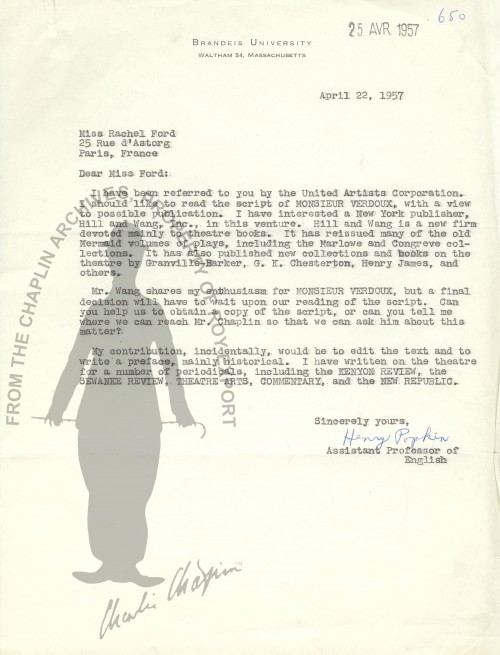 650
25 AVR. 1957
BRANDEIS UNIVERSITY
WALTHAM 54, MASSACHUSETTS
April 22, 1957
Miss Rachel Ford
25 Rue d'Astorg
Paris, France
Dear Miss Ford:
I have been referred to you by the United Artists Corporation.
I should like to read the script of MONSIEUR VERDOUX, with a view
to possible publication. I have interested a New York publisher,
Hill and Wang, Inc., in this venture. Hill and Wang is a new firm
devoted mainly to theatre books. It has reissued many of the old
Mermaid volumes of plays, including the Marlowe and Congreve col-
lections. It has also published new collections and books on the
theatre by Granville-Barker, G. K. Chesterton, Henry James, and
others.
Mr. Wang shares my enthusiasm for MONSIEUR VERDOUX, but a final
decision will have to wait upon our reading of the script. Can
you help us to obtain a copy of the script, or can you tell me
where we can reach Mr. Chaplin so that we can ask him about this
matter?
My contribution, incidentally, would be to edit the text and to
write a preface, mainly historical. I have written on the theatre
for a number of periodicals, including the KENYON REVIEW, the
SEWANEE REVIEW, THEATRE ARTS, COMMENTARY, and the NEW REPUBLIC.
Sincerely yours,
Henry Popkin
Assistant Professor of
English
FROM THE CHAPLIN ARCHIVES, PROPERTY OF ROY EXPORT
Charlie Chaplin™